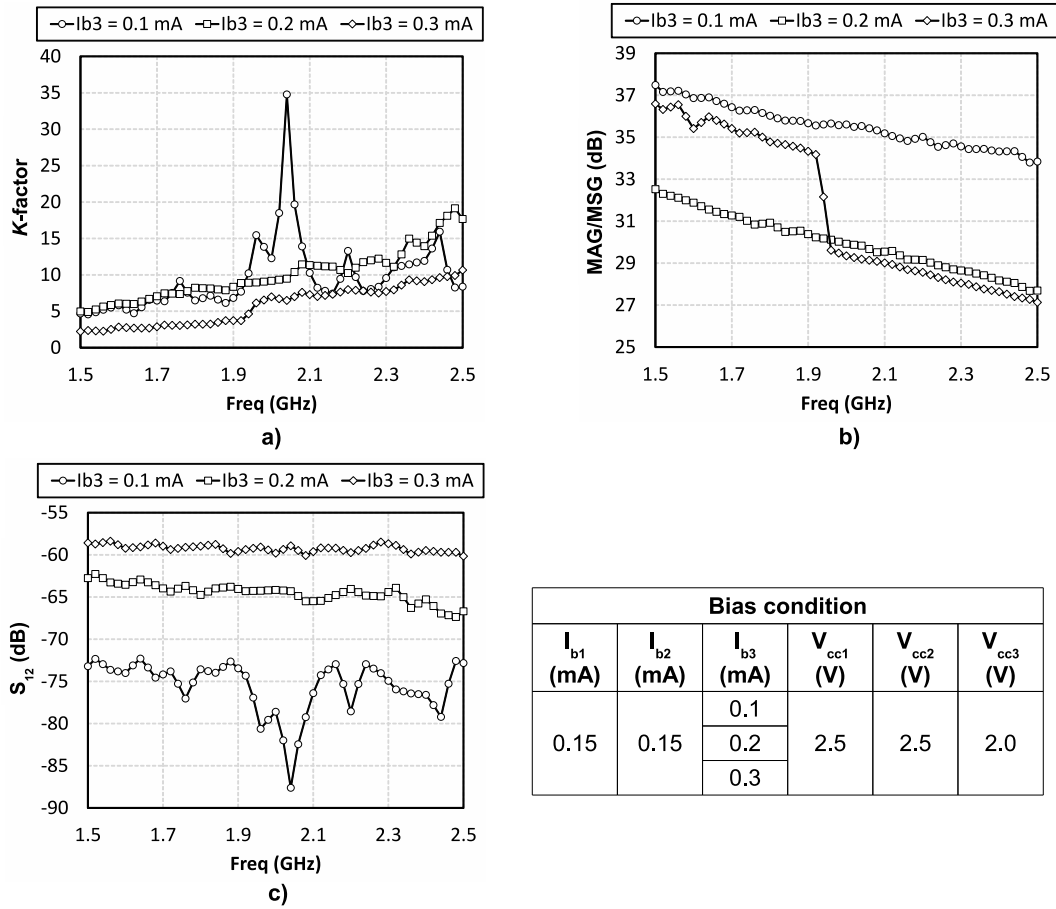 Ib3 = 0.1 mA Ib3 = 0.2 mA Ib3 = 0.3 mA
40
35
30
25
20
15
10
5
0
K-factor
1.5 1.7 1.9 2.1 2.3 2.5
Freq (GHz)
a)
Ib3 = 0.1 mA Ib3 = 0.2 mA Ib3 = 0.3 mA
39
37
35
33
31
29
27
25
MAG/MSG (dB)
1.5 1.7 1.9 2.1 2.3 2.5
Freq (GHz)
b)
Ib3 = 0.1 mA Ib3 = 0.2 mA Ib3 = 0.3 mA
-55
-60
-65
-70
-75
-80
-85
-90
S12 (dB)
1.5 1.7 1.9 2.1 2.3 2.5
Freq (GHz)
c)
Bias condition
Ib1 Ib2 Ib3 Vcc1 Vcc2 Vcc3
(mA) (mA) (mA) (V) (V) (V)
0.1
0.15 0.15 0.2 2.5 2.5 2.0
0.3